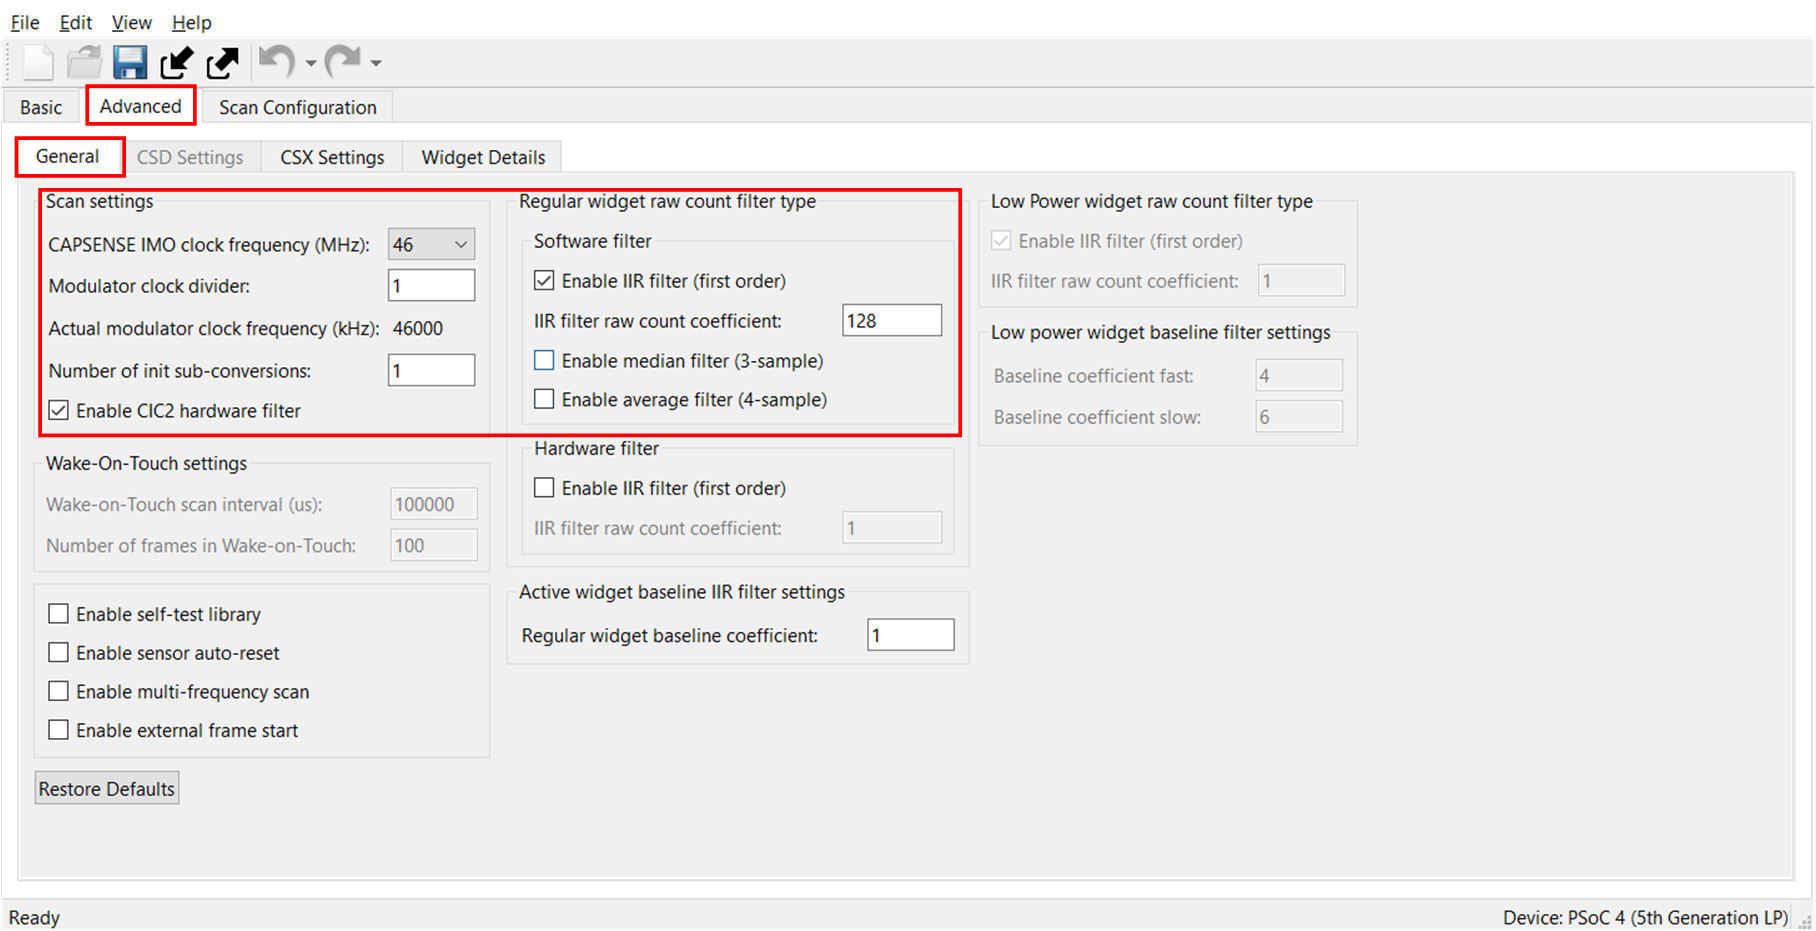 File Edit View Help
Basic Advanced Scan Configuration
General CSD Settings CSX Settings Widget Details
Scan settings
CAPSENSE IMO clock frequency (MHz): 46
Modulator clock divider: 1
Actual modulator clock frequency (kHz): 46000
Number of init sub-conversions: 1
Enable CIC2 hardware filter
Wake-On-Touch settings
Wake-on-Touch scan interval (us): 100000
Number of frames in Wake-on-Touch: 100
Enable self-test library
Enable sensor auto-reset
Enable multi-frequency scan
Enable external frame start
Restore Defaults
Regular widget raw count filter type
Software filter
Enable IIR filter (first order)
IIR filter raw count coefficient: 128
Enable median filter (3-sample)
Enable average filter (4-sample)
Hardware filter
Enable IIR filter (first order)
IIR filter raw count coefficient: 1
Active widget baseline IIR filter settings
Regular widget baseline coefficient: 1
Low Power widget raw count filter type
Enable IIR filter (first order)
IIR filter raw count coefficient: 1
Low power widget baseline filter settings
Baseline coefficient fast: 4
Baseline coefficient slow: 6
Ready
Device: PSoC 4 (5th Generation LP)